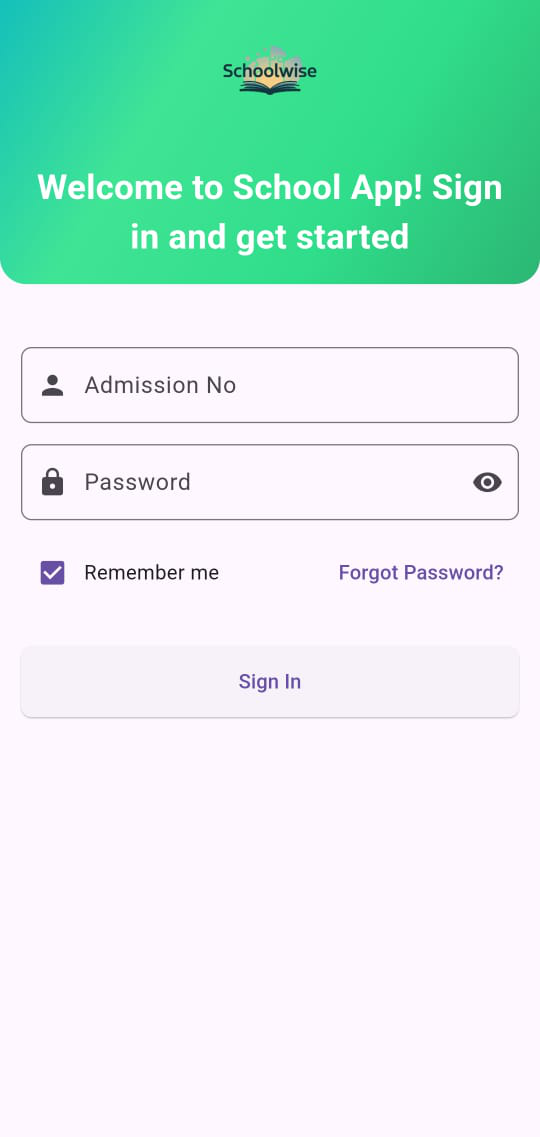 Schoolwise
Welcome to School App! Sign
in and get started
Admission No
Password
Remember me
Forgot Password?
Sign In